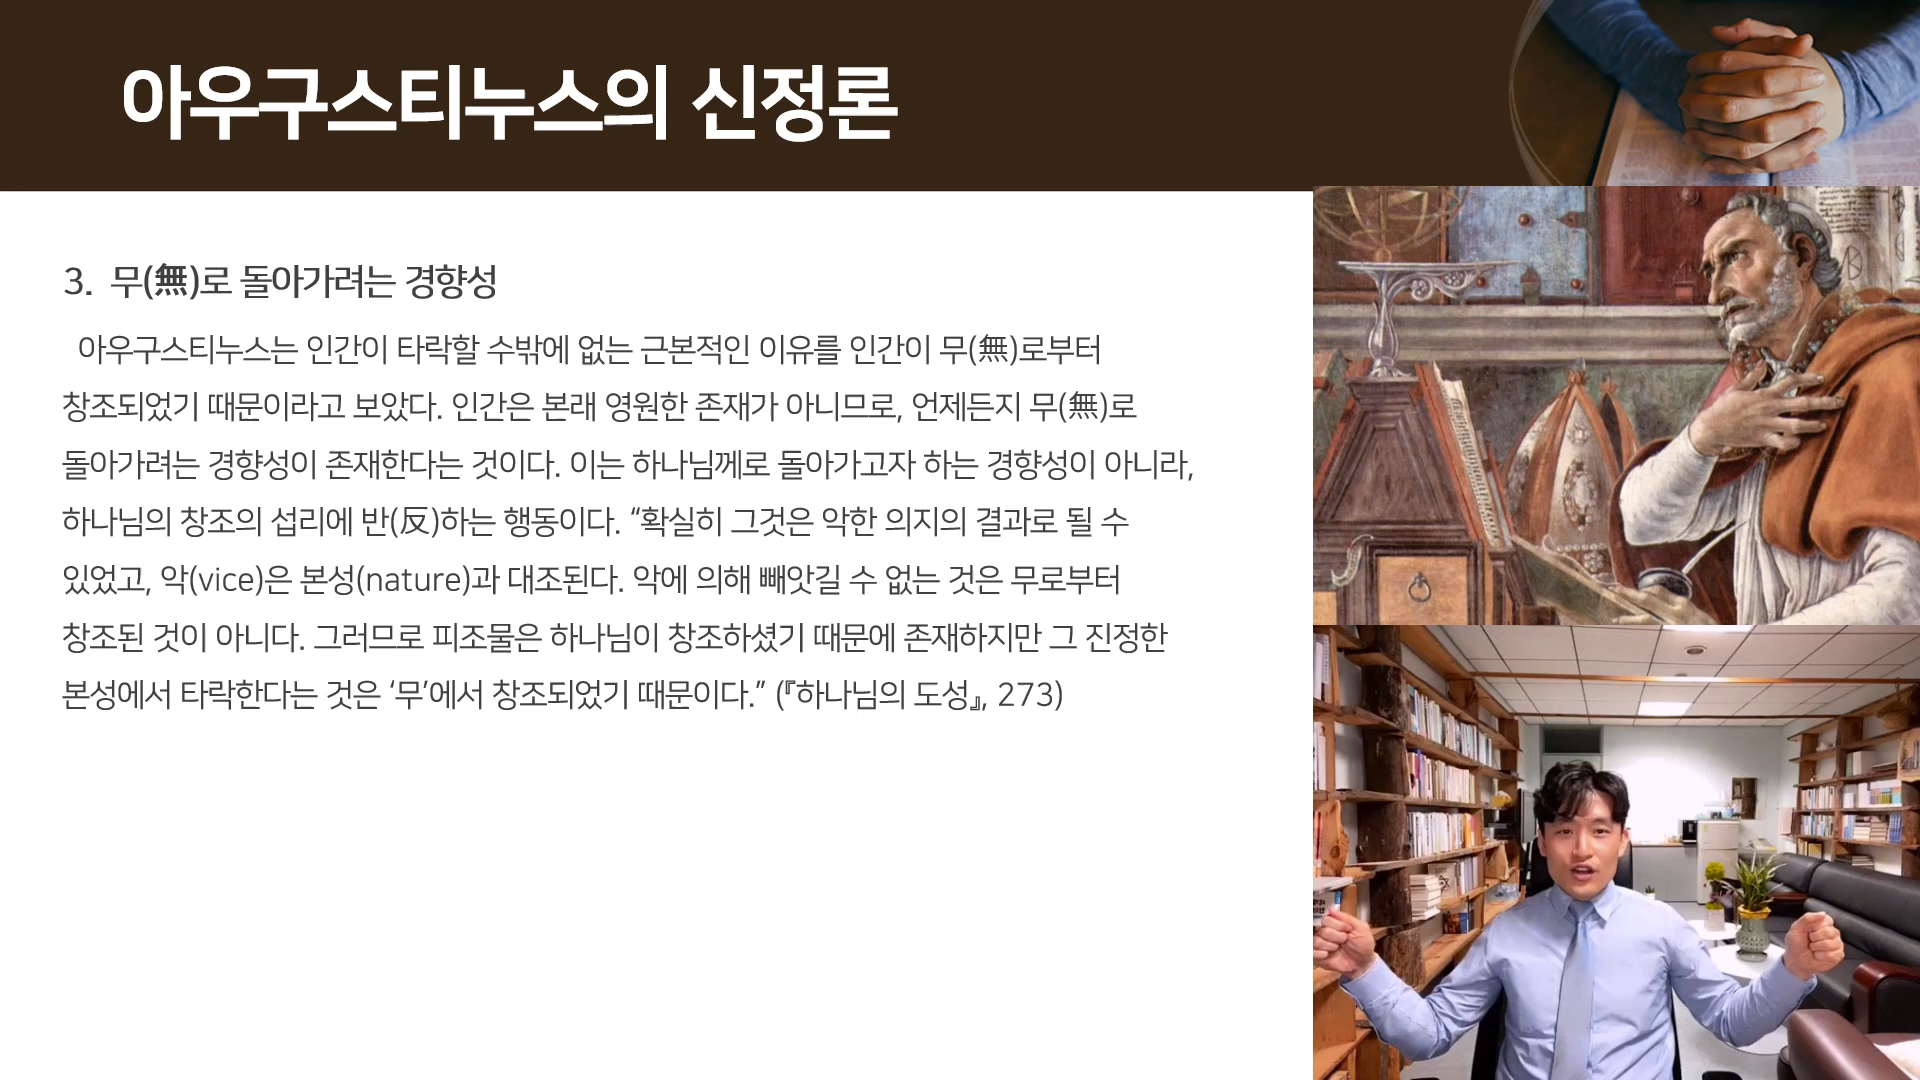 아우구스티누스의 신정론
3. 무(無)로 돌아가려는 경향성
아우구스티누스는 인간이 타락할 수밖에 없는 근본적인 이유를 인간이 무(無)로부터
창조되었기 때문이라고 보았다. 인간은 본래 영원한 존재가 아니므로, 언제든지 무(無)로
돌아가려는 경향성이 존재한다는 것이다. 이는 하나님께로 돌아가고자 하는 경향성이 아니라,
하나님의 창조의 섭리에 반(反)하는 행동이다. “확실히 그것은 악한 의지의 결과로 될 수
있었고, 악(vice)은 본성(nature)과 대조된다. 악에 의해 빼앗길 수 없는 것은 무로부터
창조된 것이 아니다. 그러므로 피조물은 하나님이 창조하셨기 때문에 존재하지만 그 진정한
본성에서 타락한다는 것은 ‘무’에서 창조되었기 때문이다.” (『하나님의 도성』, 273)